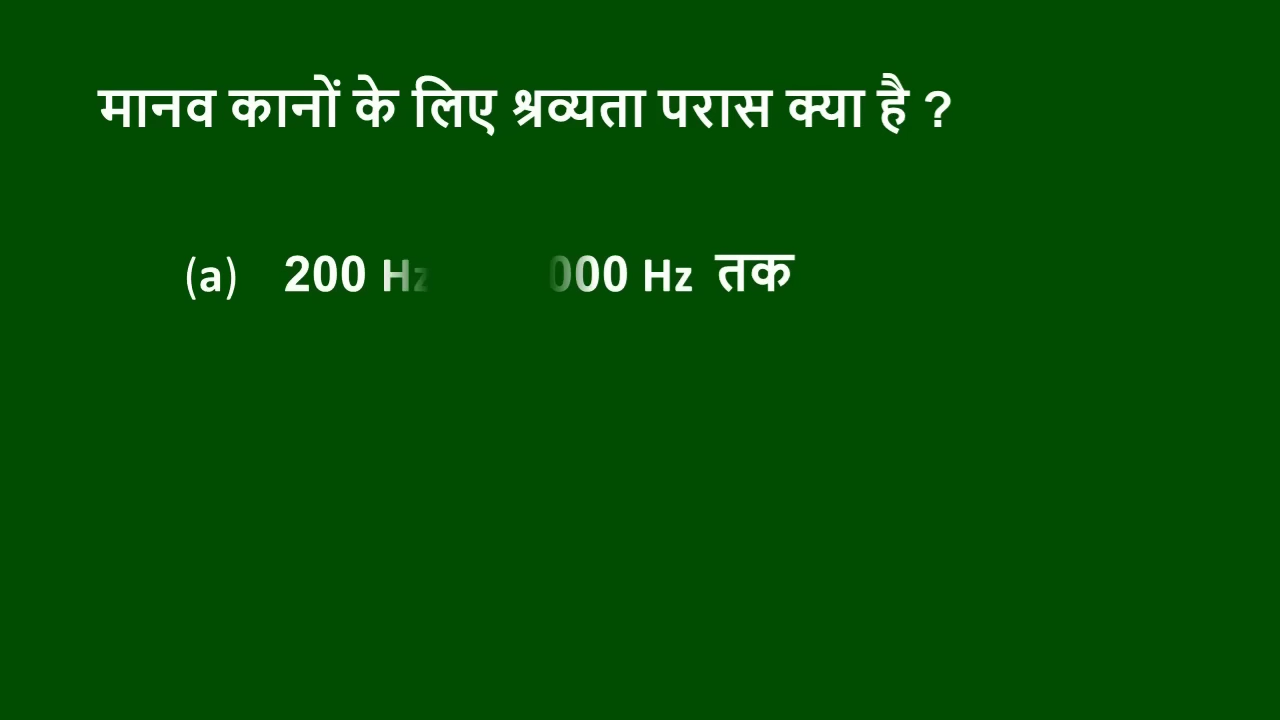 मानव कानों के लिए श्रव्यता परास क्या है ?
(a) 200 Hz 000 Hz तक